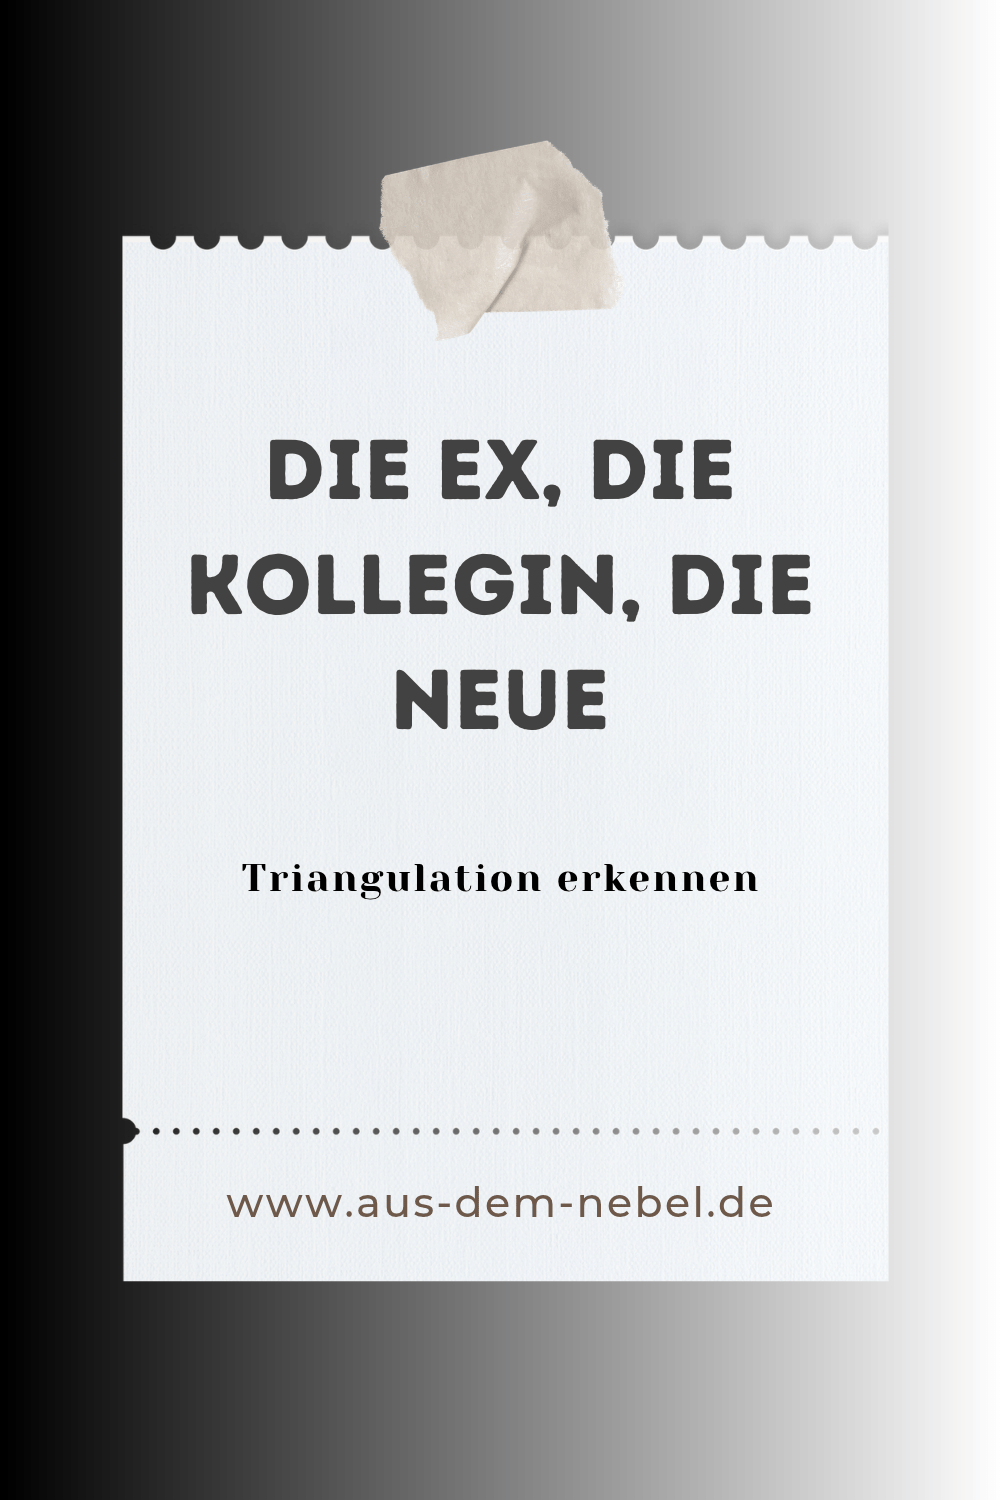 DIE EX, DIE
KOLLEGIN, DIE
NEUE
Triangulation erkennen
www.aus-dem-nebel.de